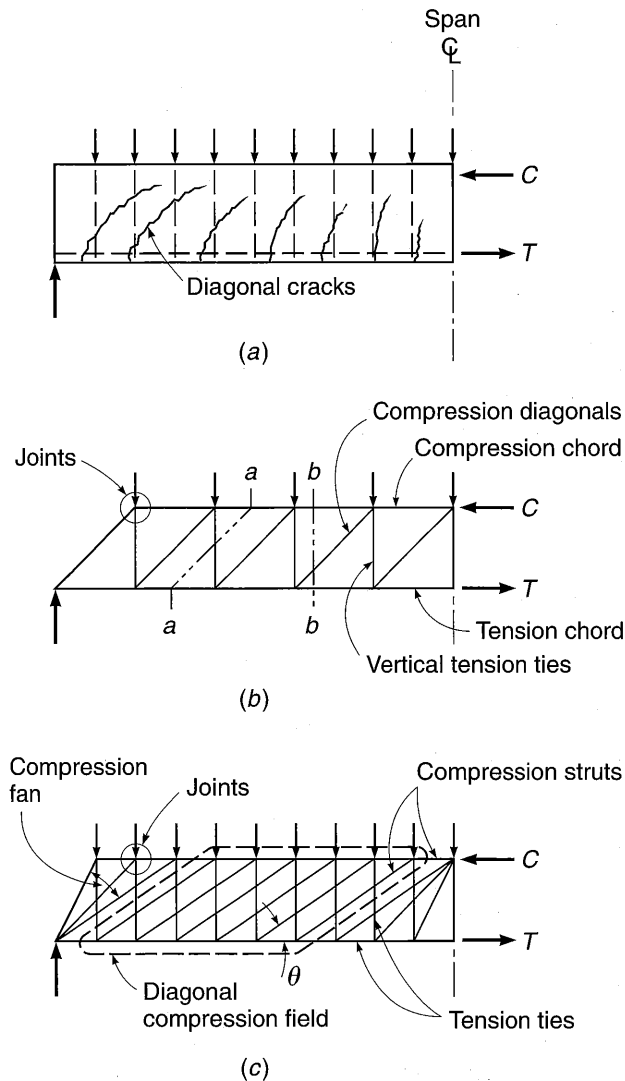 Span
℄
C
T
Diagonal cracks
(a)
Compression diagonals
Compression chord
Joints
a
b
C
T
a
b
Tension chord
Vertical tension ties
(b)
Compression
fan
Joints
Compression struts
C
T
θ
Diagonal
compression field
Tension ties
(c)